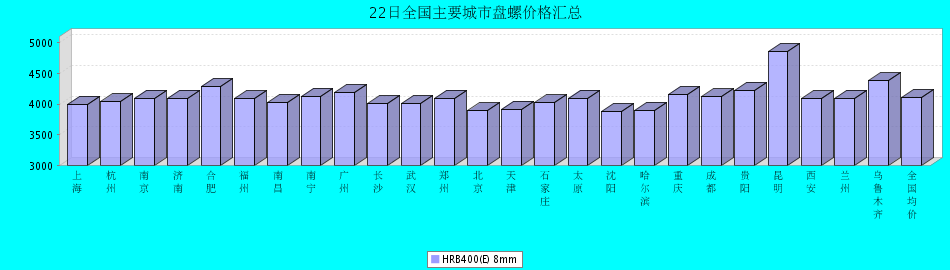 22日全国主要城市盘螺价格汇总
5000
4500
4000
3500
3000
上海
杭州
南京
济南
合肥
福州
南昌
南宁
广州
长沙
武汉
郑州
北京
天津
石家庄
太原
沈阳
哈尔滨
重庆
成都
贵阳
昆明
西安
兰州
乌鲁木齐
全国均价
HRB400(E) 8mm